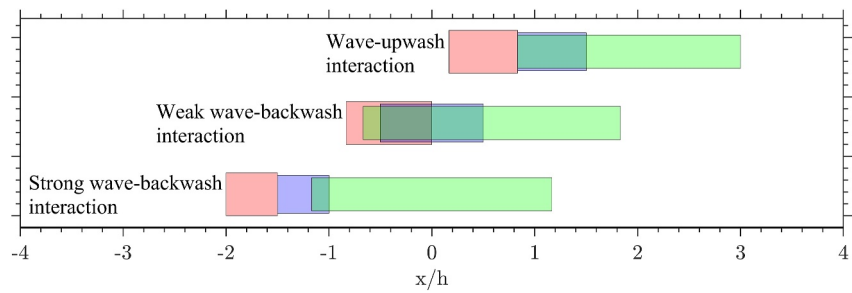 Wave-upwash
interaction
Weak wave-backwash
interaction
Strong wave-backwash
interaction
-4 -3 -2 -1 0 1 2 3 4
x/h